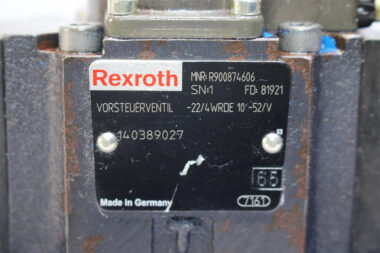 Rexroth
MNR: R900874606
SN:1 FD: 81921
VORSTEUERVENTIL -22/4WRDE 10 -52/V
140389027
65
Made in Germany
7161